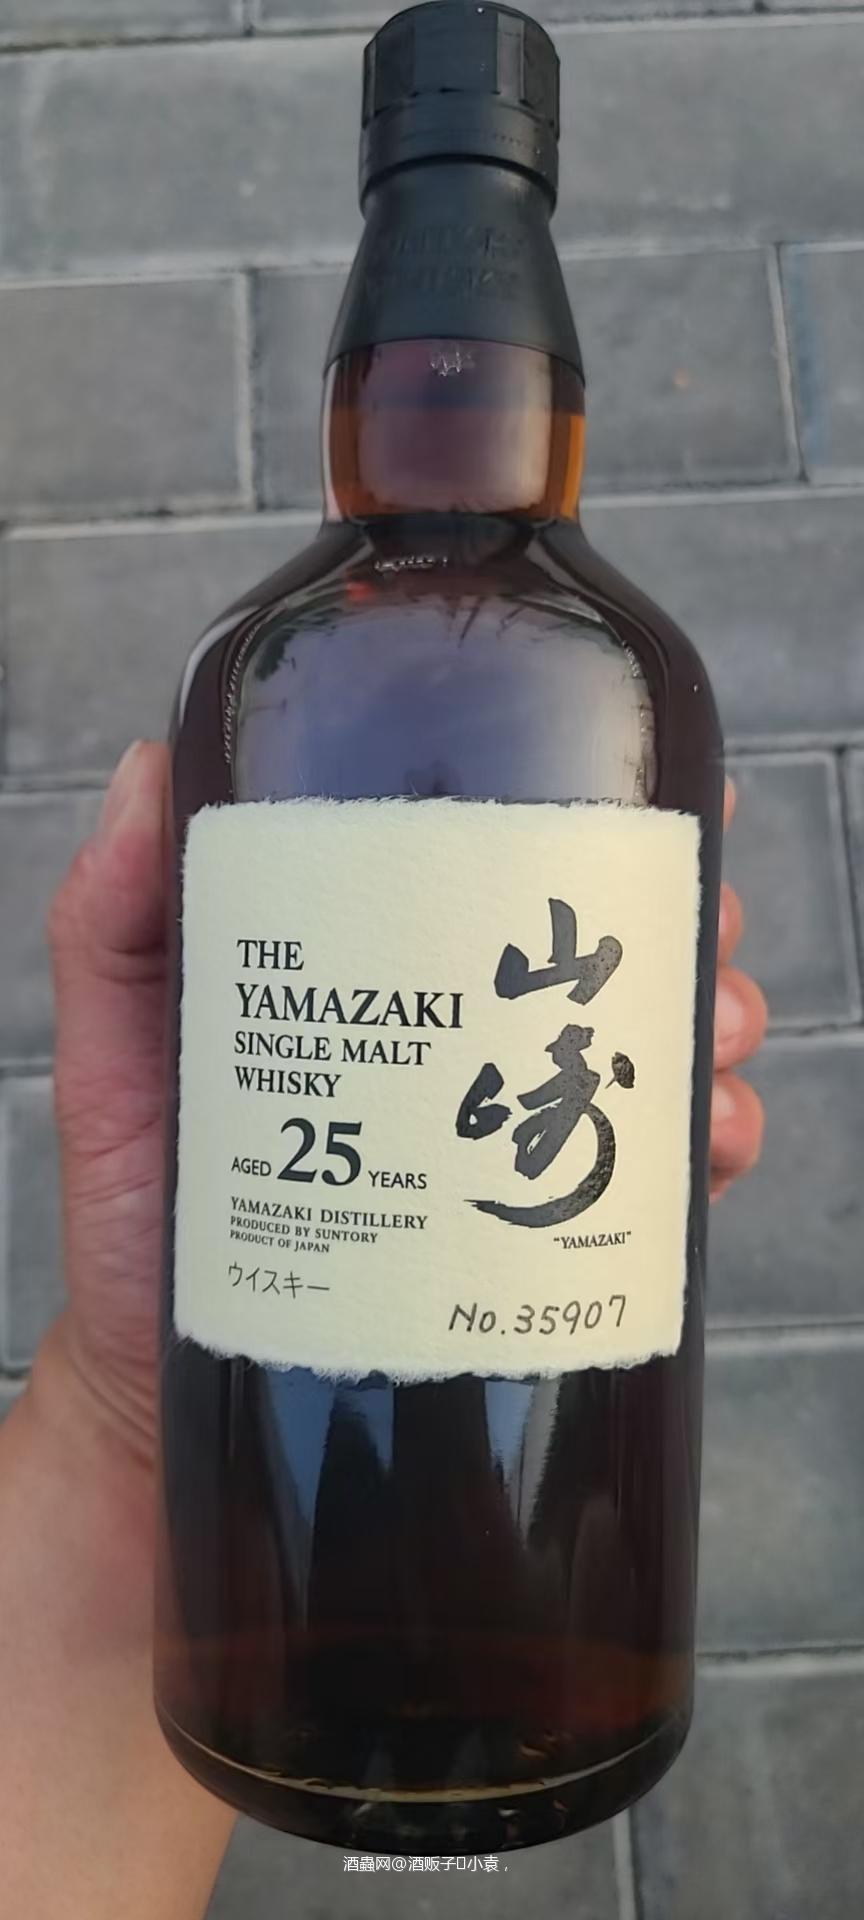 THE
YAMAZAKI
SINGLE MALT
WHISKY
AGED 25 YEARS
YAMAZAKI DISTILLERY
PRODUCED BY SUNTORY
PRODUCT OF JAPAN
ウイスキー
山崎
"YAMAZAKI"
No.35907
酒蟲网@酒贩子 小袁，